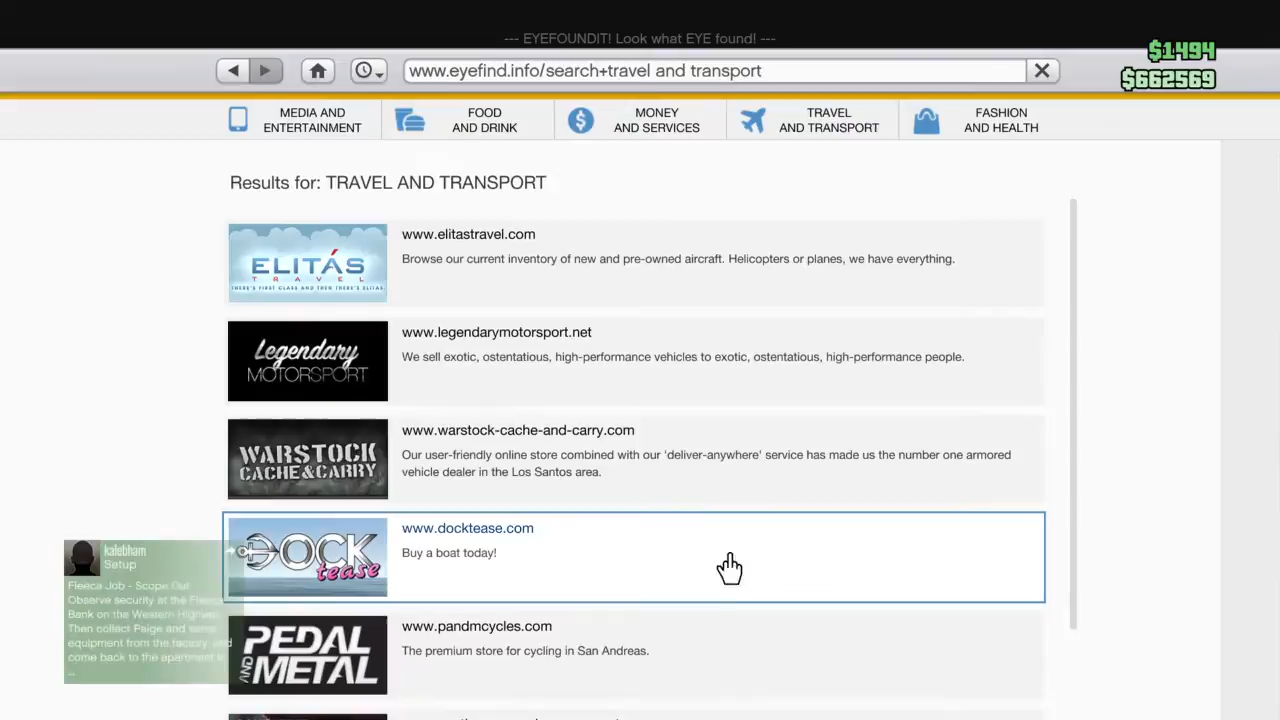 --- EYEFOUNDIT! Look what EYE found! ---
$1494
www.eyefind.info/search+travel and transport
$662569
MEDIA AND
ENTERTAINMENT
FOOD
AND DRINK
MONEY
AND SERVICES
TRAVEL
AND TRANSPORT
FASHION
AND HEALTH
Results for: TRAVEL AND TRANSPORT
ELITÁS
TRAVEL
THERE'S FIRST CLASS AND THEN THERE'S ELITAS
www.elitastravel.com
Browse our current inventory of new and pre-owned aircraft. Helicopters or planes, we have everything.
Legendary
MOTORSPORT
www.legendarymotorsport.net
We sell exotic, ostentatious, high-performance vehicles to exotic, ostentatious, high-performance people.
WARSTOCK
CACHE&CARRY
www.warstock-cache-and-carry.com
Our user-friendly online store combined with our 'deliver-anywhere' service has made us the number one armored
vehicle dealer in the Los Santos area.
DOCK
tease
www.docktease.com
Buy a boat today!
kalebham
Setup
Fleeca Job - Scope Out
Observe security at the Fleeca
Bank on the Western Highway.
Then collect Paige and some
equipment from the factory, and
come back to the apartment
...
PEDAL
AND METAL
www.pandmcycles.com
The premium store for cycling in San Andreas.